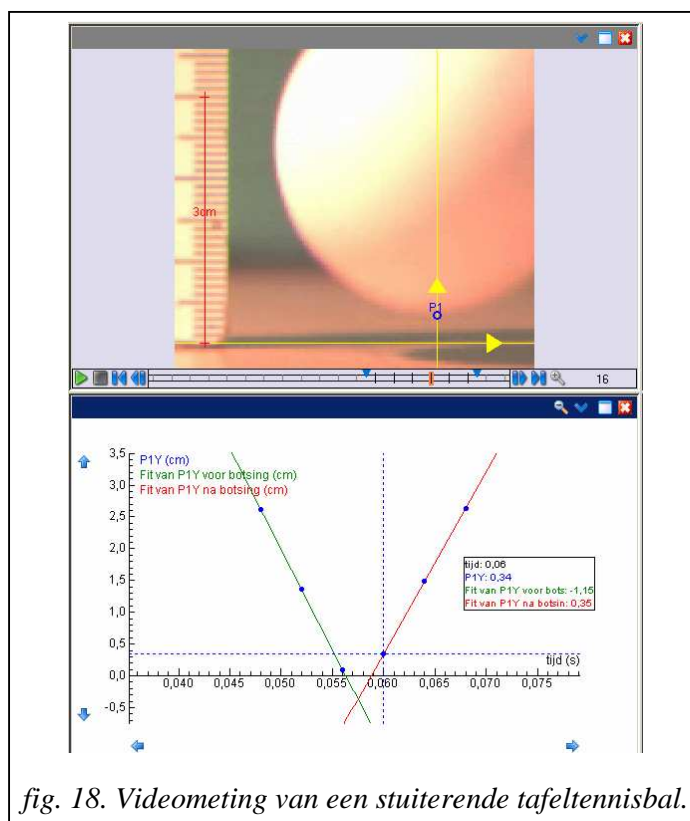 3cm
P1
16
3,5
P1Y (cm)
Fit van P1Y voor botsing (cm)
3,0
Fit van P1Y na botsing (cm)
2,5
2,0
tijd: 0,06
P1Y: 0,34
1,5
Fit van P1Y voor bots: -1,15
Fit van P1Y na botsin: 0,35
1,0
0,5
tijd (s)
0,0
0,040 0,045 0,050 0,055 0,060 0,065 0,070 0,075
-0,5
fig. 18. Videometing van een stuiterende tafeltennisbal.